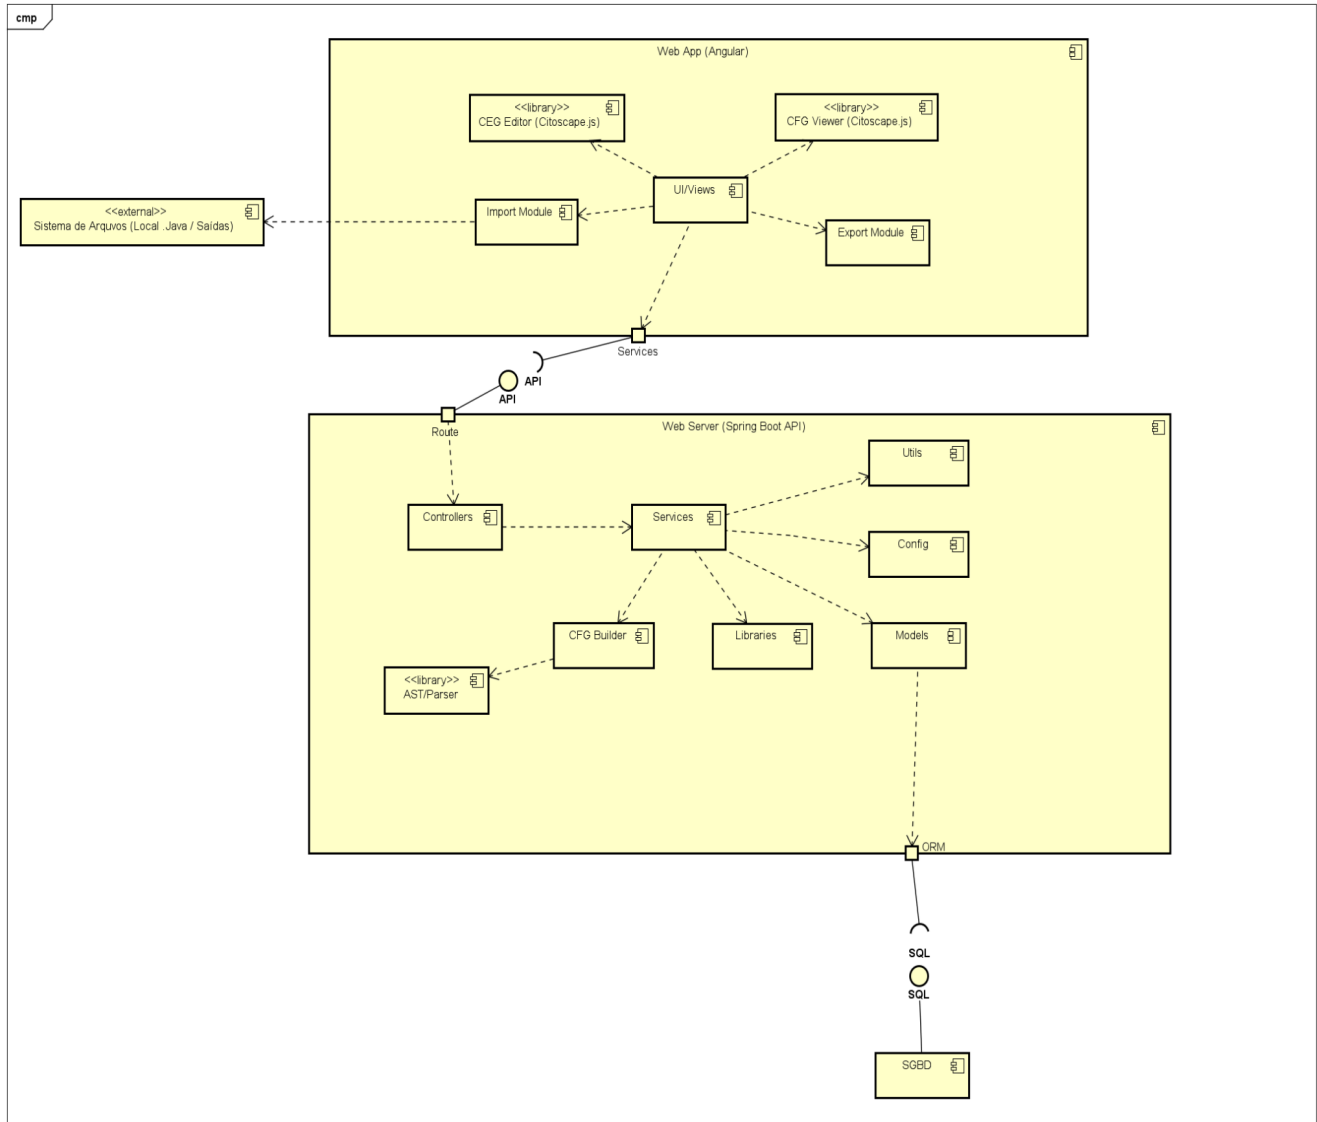 cmp
Web App (Angular)
<<library>>
CEG Editor (Citoscape.js)
<<library>>
CFG Viewer (Citoscape.js)
UI/Views
<<external>>
Sistema de Arquvos (Local .Java / Saídas)
Import Module
Export Module
Services
API
API
Route
Web Server (Spring Boot API)
Utils
Controllers
Services
Config
CFG Builder
Libraries
Models
<<library>>
AST/Parser
ORM
SQL
SQL
SGBD